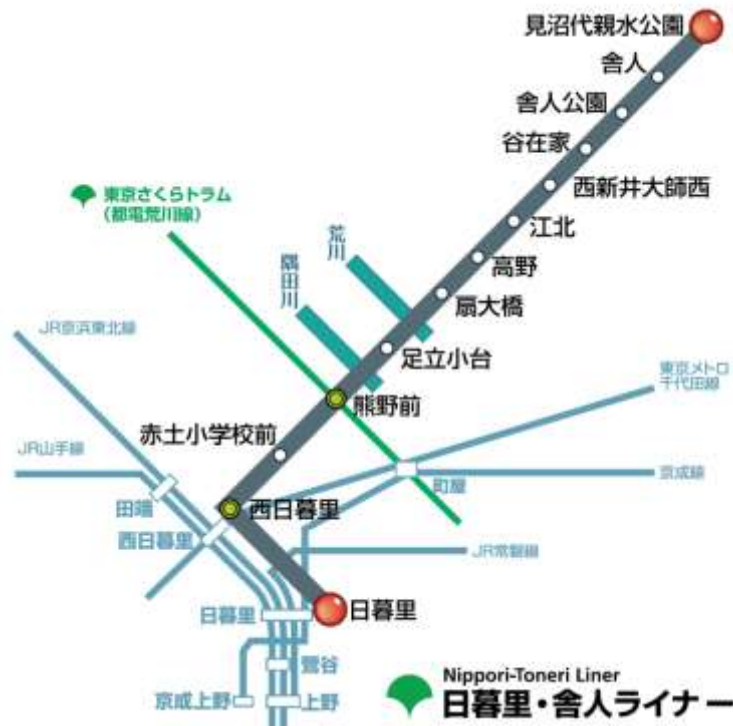 見沼代親水公園
舎人
舎人公園
谷在家
西新井大師西
江北
高野
扇大橋
足立小台
熊野前
赤土小学校前
西日暮里
日暮里
東京さくらトラム
(都電荒川線)
荒川
隅田川
JR京浜東北線
JR山手線
東京メトロ
千代田線
京成線
町屋
JR常磐線
田端
西日暮里
日暮里
鶯谷
京成上野
上野
Nippori-Toneri Liner
日暮里・舎人ライナー